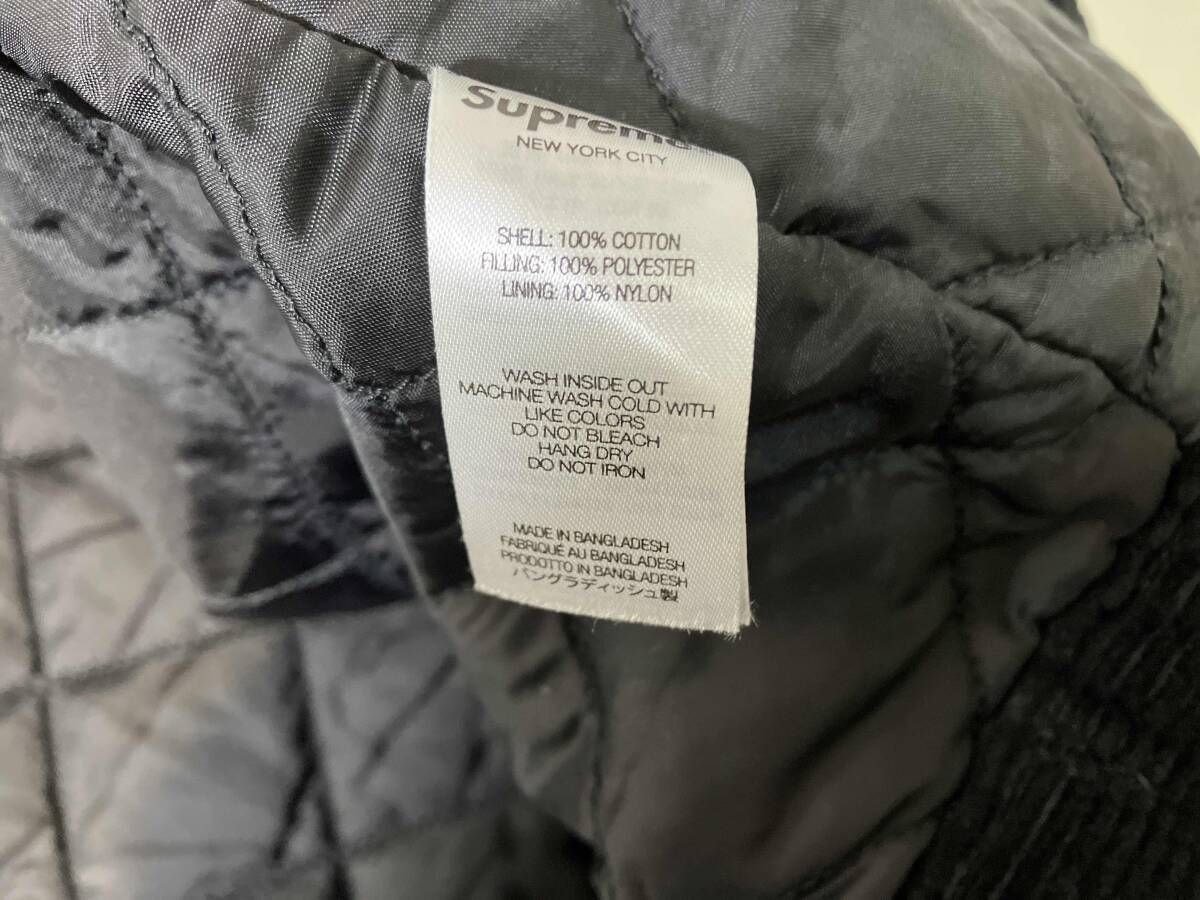 Supreme
NEW YORK CITY
SHELL: 100% COTTON
FILLING: 100% POLYESTER
LINING: 100% NYLON
WASH INSIDE OUT
MACHINE WASH COLD WITH
LIKE COLORS
DO NOT BLEACH
HANG DRY
DO NOT IRON
MADE IN BANGLADESH
FABRIQUÉ AU BANGLADESH
PRODOTTO IN BANGLADESH
バングラディッシュ製